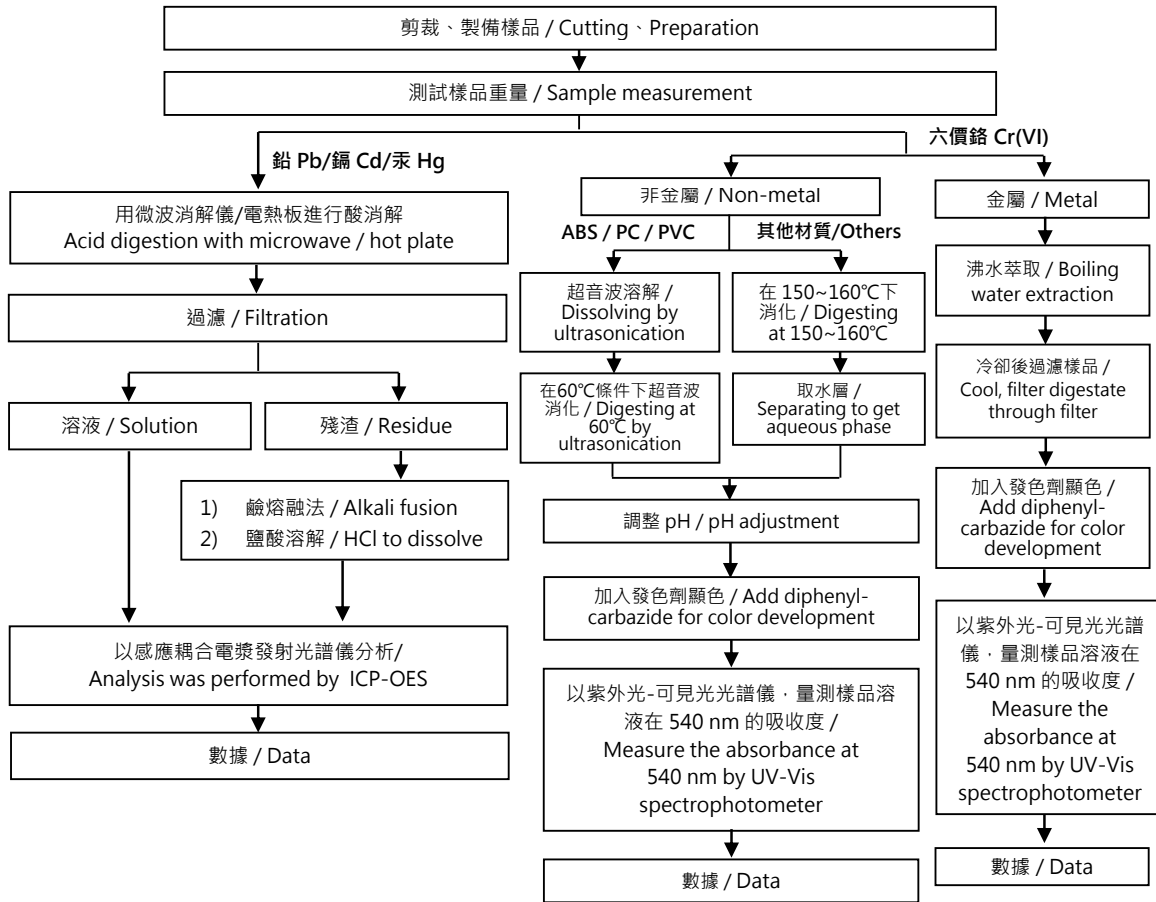 剪裁、製備樣品 / Cutting、Preparation
測試樣品重量 / Sample measurement
鉛 Pb/鎘 Cd/汞 Hg
用微波消解儀/電熱板進行酸消解
Acid digestion with microwave / hot plate
過濾 / Filtration
溶液 / Solution
殘渣 / Residue
1) 鹼熔融法 / Alkali fusion
2) 鹽酸溶解 / HCl to dissolve
以感應耦合電漿發射光譜儀分析/
Analysis was performed by ICP-OES
數據 / Data
六價鉻 Cr(VI)
非金屬 / Non-metal
ABS / PC / PVC
超音波溶解 /
Dissolving by
ultrasonication
在60℃條件下超音波
消化 / Digesting at
60℃ by
ultrasonication
其他材質/Others
在 150~160℃下
消化 / Digesting
at 150~160℃
取水層 /
Separating to get
aqueous phase
調整 pH / pH adjustment
加入發色劑顯色 / Add diphenyl-
carbazide for color development
以紫外光-可見光光譜儀﹐量測樣品溶
液在 540 nm 的吸收度 /
Measure the absorbance at
540 nm by UV-Vis
spectrophotometer
數據 / Data
金屬 / Metal
沸水萃取 / Boiling
water extraction
冷卻後過濾樣品 /
Cool, filter digestate
through filter
加入發色劑顯色 /
Add diphenyl-
carbazide for color
development
以紫外光-可見光光譜
儀﹐量測樣品溶液在
540 nm 的吸收度 /
Measure the
absorbance at
540 nm by UV-Vis
spectrophotometer
數據 / Data